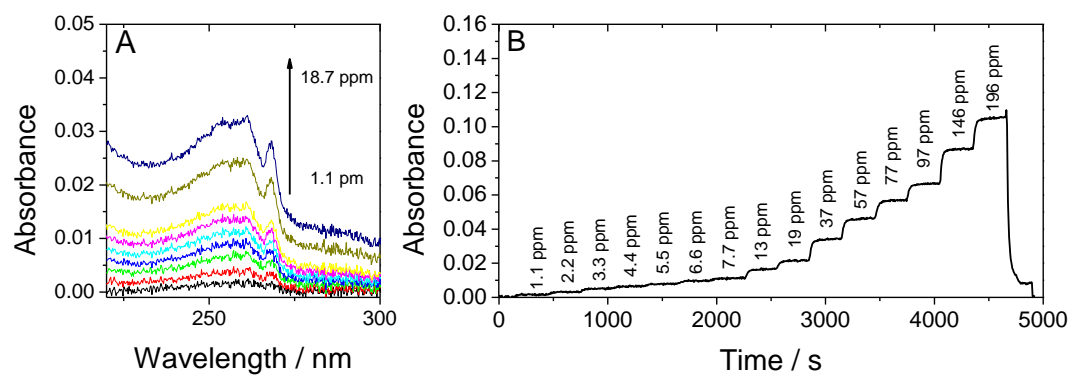 A
0.05
0.04
0.03
0.02
0.01
0.00
18.7 ppm
1.1 pm
250
300
Absorbance
Wavelength / nm
B
0.16
0.14
0.12
0.10
0.08
0.06
0.04
0.02
0.00
1.1 ppm
2.2 ppm
3.3 ppm
4.4 ppm
5.5 ppm
6.6 ppm
7.7 ppm
13 ppm
19 ppm
37 ppm
57 ppm
77 ppm
97 ppm
146 ppm
196 ppm
0
1000
2000
3000
4000
5000
Absorbance
Time / s